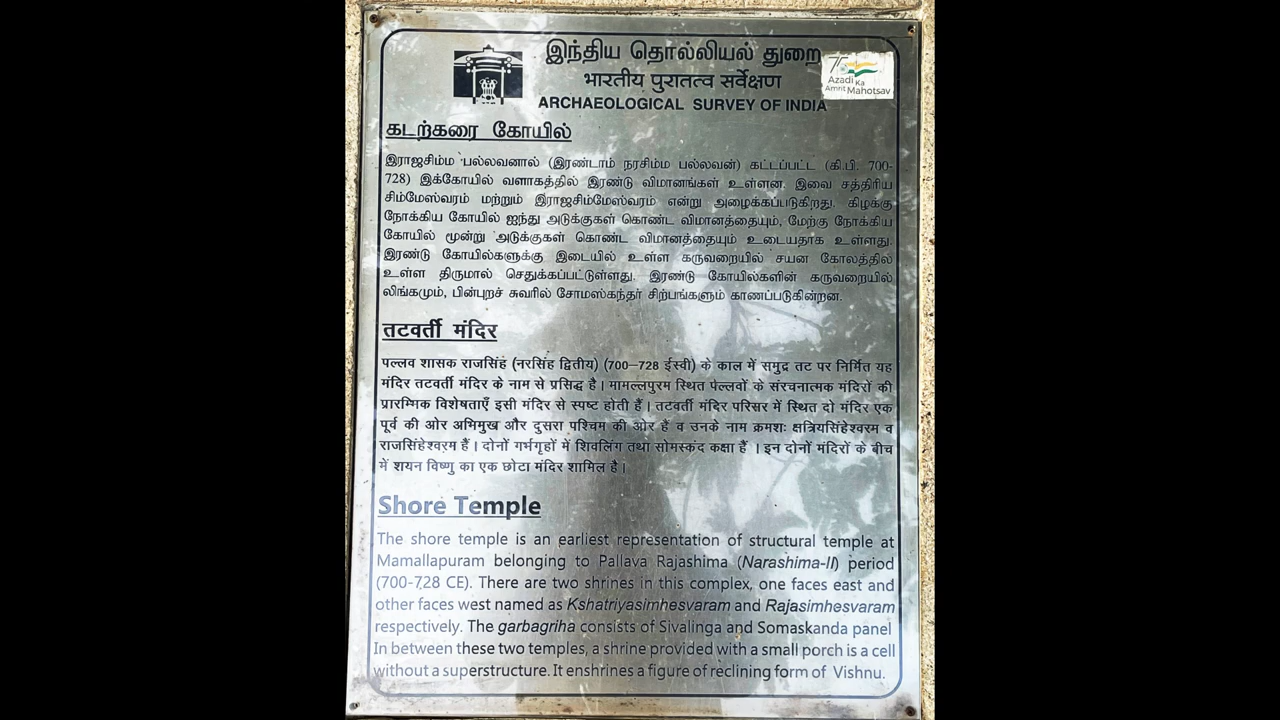 இந்திய தொல்லியல் துறை
भारतीय पुरातत्व सर्वेक्षण
ARCHAEOLOGICAL SURVEY OF INDIA
75
Azadi Ka
Amrit Mahotsav
கடற்கரை கோயில்
இராஜசிம்ம பல்லவனால் (இரண்டாம் நரசிம்ம பல்லவன்) கட்டப்பட்ட (கி.பி. 700-
728) இக்கோயில் வளாகத்தில் இரண்டு விமானங்கள் உள்ளன. இவை சத்திரிய
சிம்மேஸ்வரம் மற்றும் இராஜசிம்மேஸ்வரம் என்று அழைக்கப்படுகிறது. கிழக்கு
நோக்கிய கோயில் ஐந்து அடுக்குகள் கொண்ட விமானத்தையும், மேற்கு நோக்கிய
கோயில் மூன்று அடுக்குகள் கொண்ட விமானத்தையும் உடையதாக உள்ளது.
இரண்டு கோயில்களுக்கு இடையில் உள்ள கருவறையில் சயன கோலத்தில்
உள்ள திருமால் செதுக்கப்பட்டுள்ளது. இரண்டு கோயில்களின் கருவறையில்
லிங்கமும், பின்புறச் சுவரில் சோமஸ்கந்தர் சிற்பங்களும் காணப்படுகின்றன.
तटवर्ती मंदिर
पल्लव शासक राजसिंह (नरसिंह द्वितीय) (700–728 ईस्वी) के काल में समुद्र तट पर निर्मित यह
मंदिर तटवर्ती मंदिर के नाम से प्रसिद्ध है। मामल्लपुरम स्थित पल्लवों के संरचनात्मक मंदिरों की
प्रारम्भिक विशेषताएँ इसी मंदिर से स्पष्ट होती हैं। तटवर्ती मंदिर परिसर में स्थित दो मंदिर एक
पूर्व की ओर अभिमुख और दुसरा पश्चिम की ओर है व उनके नाम क्रमशः क्षत्रियसिंहेश्वरम व
राजसिंहेश्वरम हैं। दोनों गर्भगृहों में शिवलिंग तथा सोमस्कंद कक्षा हैं । इन दोनों मंदिरों के बीच
में शयन विष्णु का एक छोटा मंदिर शामिल है।
Shore Temple
The shore temple is an earliest representation of structural temple at
Mamallapuram belonging to Pallava Rajashima (Narashima-II) period
(700-728 CE). There are two shrines in this complex, one faces east and
other faces west named as Kshatriyasimhesvaram and Rajasimhesvaram
respectively. The garbagriha consists of Sivalinga and Somaskanda panel
In between these two temples, a shrine provided with a small porch is a cell
without a superstructure. It enshrines a figure of reclining form of Vishnu.